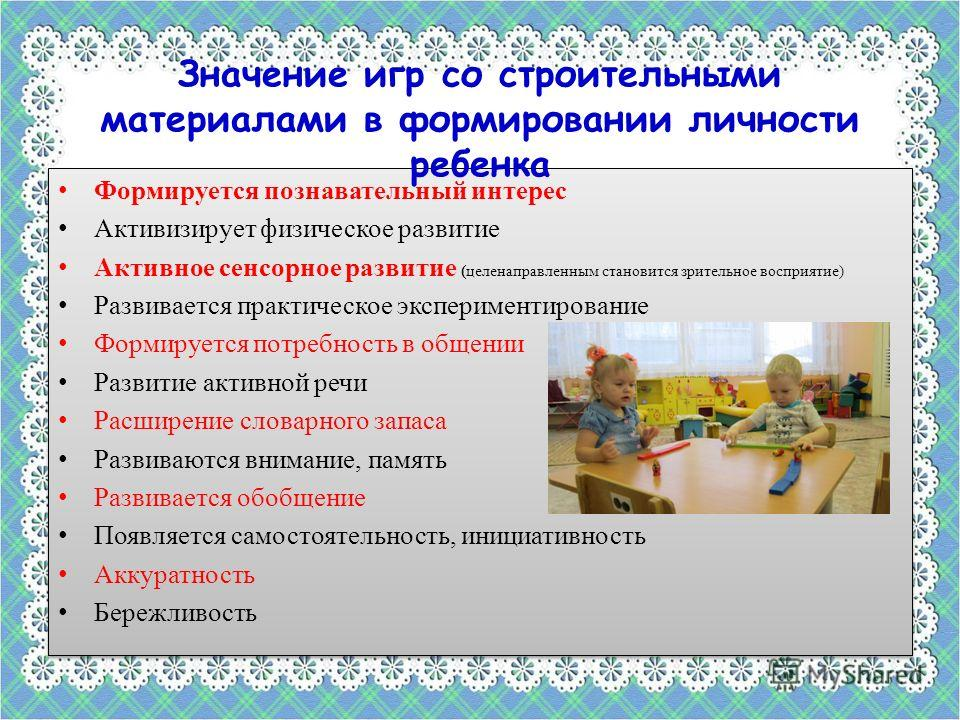 Значение игр со строительными
материалами в формировании личности
ребенка
• Формируется познавательный интерес
• Активизирует физическое развитие
• Активное сенсорное развитие (целенаправленным становится зрительное восприятие)
• Развивается практическое экспериментирование
• Формируется потребность в общении
• Развитие активной речи
• Расширение словарного запаса
• Развиваются внимание, память
• Развивается обобщение
• Появляется самостоятельность, инициативность
• Аккуратность
• Бережливость
MyShared